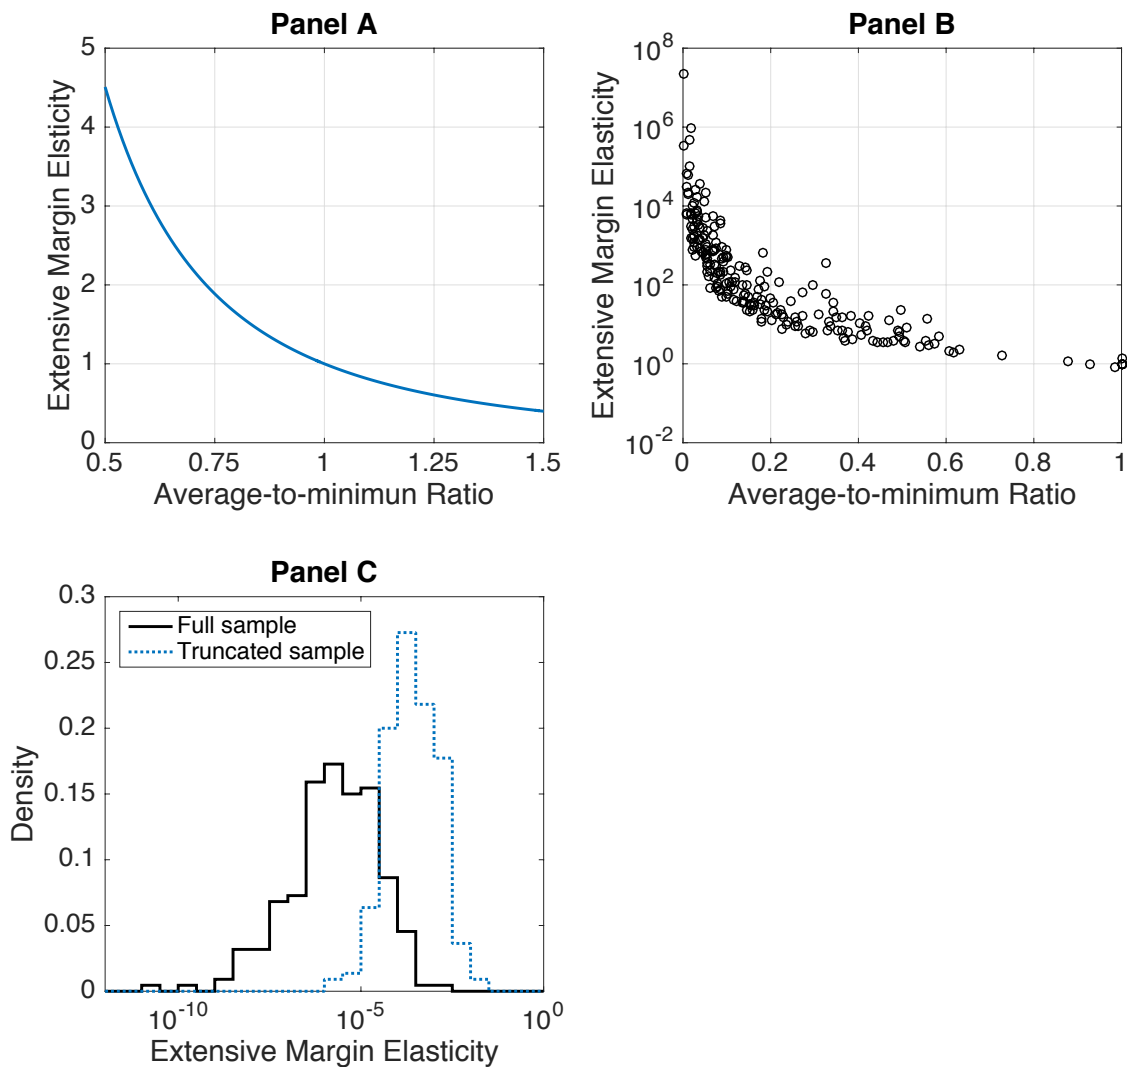 Panel A
5
4
3
2
1
0
Extensive Margin Elsticity
0.5 0.75 1 1.25 1.5
Average-to-minimun Ratio
Panel B
10^8
10^6
10^4
10^2
10^0
10^-2
Extensive Margin Elasticity
0 0.2 0.4 0.6 0.8 1
Average-to-minimum Ratio
Panel C
0.3
0.25
0.2
0.15
0.1
0.05
0
Density
Full sample
Truncated sample
10^-10 10^-5 10^0
Extensive Margin Elasticity